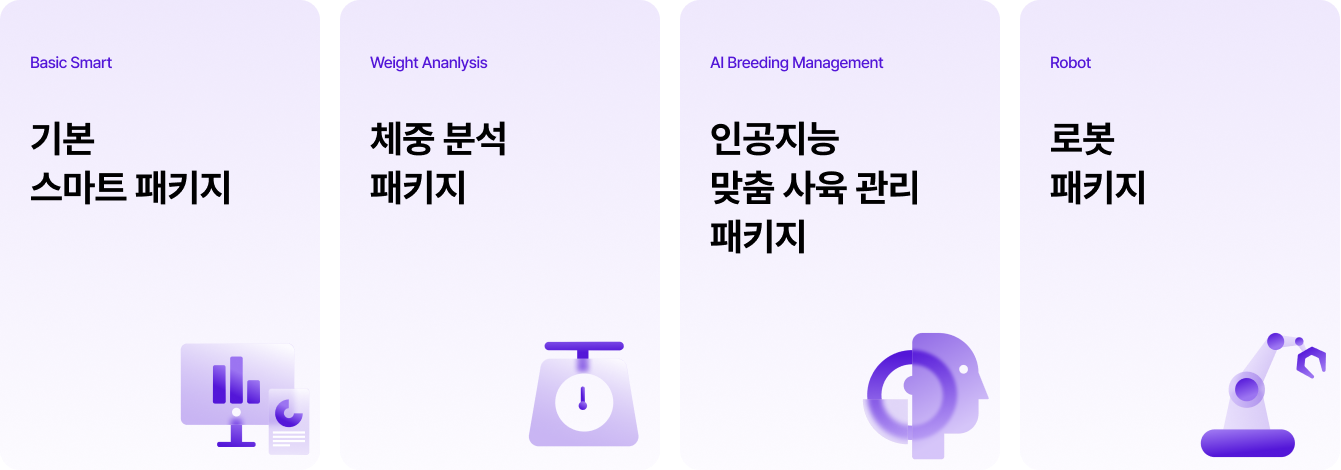 Basic Smart
기본
스마트 패키지
Weight Ananlysis
체중 분석
패키지
AI Breeding Management
인공지능
맞춤 사육 관리
패키지
Robot
로봇
패키지